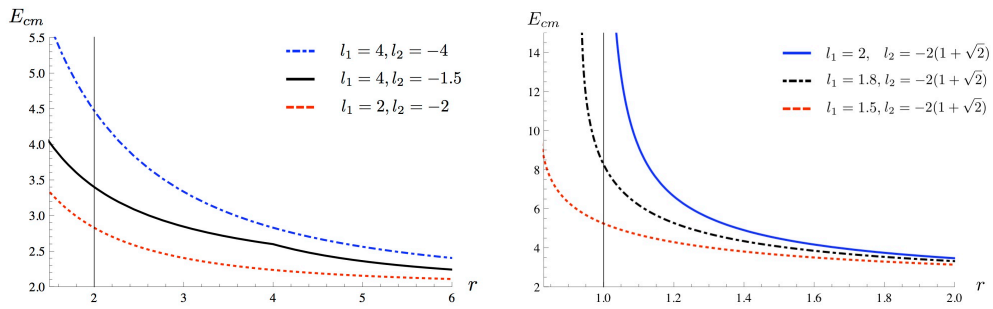 E_cm
5.5
5.0
4.5
4.0
3.5
3.0
2.5
2.0
2 3 4 5 6 r
l_1 = 4, l_2 = −4
l_1 = 4, l_2 = −1.5
l_1 = 2, l_2 = −2
E_cm
14
12
10
8
6
4
2
1.0 1.2 1.4 1.6 1.8 2.0 r
l_1 = 2, l_2 = −2(1+√2)
l_1 = 1.8, l_2 = −2(1+√2)
l_1 = 1.5, l_2 = −2(1+√2)